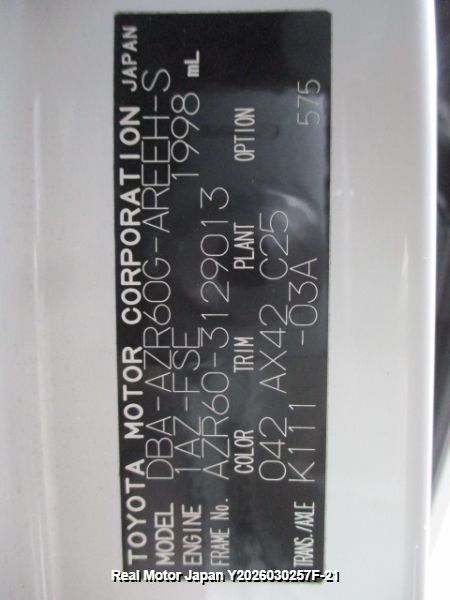 TOYOTA MOTOR CORPORATION JAPAN
MODEL DBA-AZR60G-AREEH-S
ENGINE 1AZ-FSE 1998 mL
FRAME No. AZR60-3129013
COLOR TRIM PLANT OPTION
042 AX42 C25 575
TRANS./AXLE K111 -03A
Real Motor Japan Y2026030257F-21